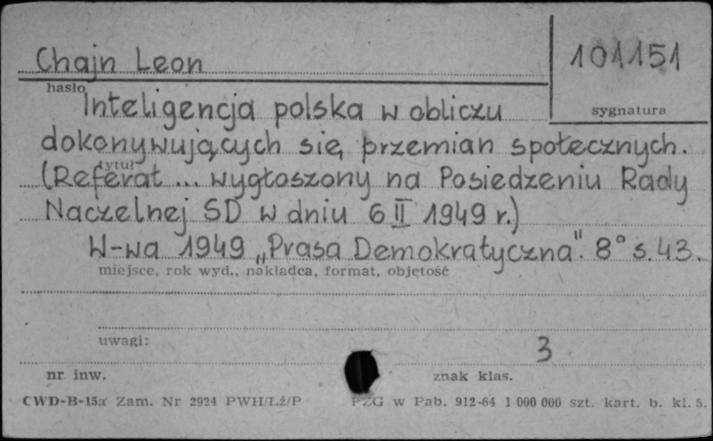 Chajn Leon
101151
hasło
sygnatura
Inteligencja polska w obliczu
dokonywujących się przemian społecznych.
tytuł
(Referat ... wygłoszony na Posiedzeniu Rady
Naczelnej SD w dniu 6 II 1949 r.)
W-wa 1949 „Prasa Demokratyczna". 8° s. 43.
miejsce, rok wyd., nakładca, format, objętość
uwagi:
3
nr inw.
znak klas.
CWD-B-15a Zam. Nr 2924 PWH/Lż/P
PZG w Pab. 912-64 1 000 000 szt. kart. b. kl. 5.